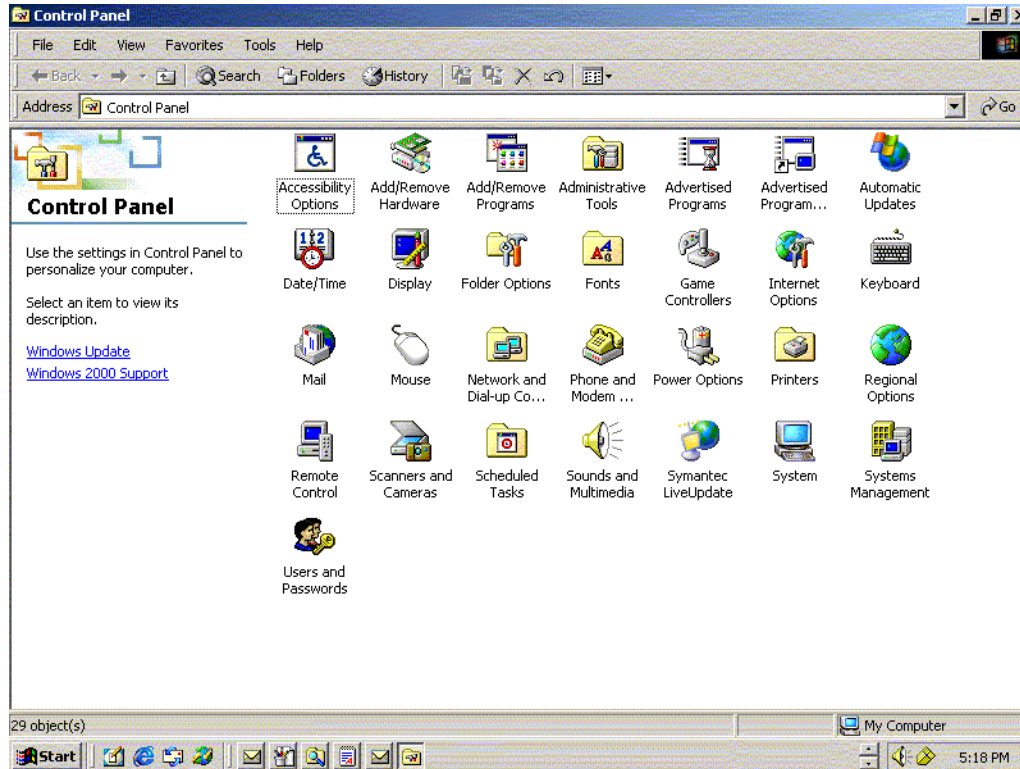 Control Panel
File Edit View Favorites Tools Help
Back Search Folders History
Address Control Panel Go
Control Panel
Use the settings in Control Panel to
personalize your computer.
Select an item to view its
description.
Windows Update
Windows 2000 Support
Accessibility
Options
Add/Remove
Hardware
Add/Remove
Programs
Administrative
Tools
Advertised
Programs
Advertised
Program...
Automatic
Updates
Date/Time
Display
Folder Options
Fonts
Game
Controllers
Internet
Options
Keyboard
Mail
Mouse
Network and
Dial-up Co...
Phone and
Modem ...
Power Options
Printers
Regional
Options
Remote
Control
Scanners and
Cameras
Scheduled
Tasks
Sounds and
Multimedia
Symantec
LiveUpdate
System
Systems
Management
Users and
Passwords
29 object(s) My Computer
Start 5:18 PM